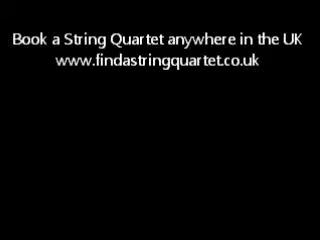 Book a String Quartet anywhere in the UK
www.findastringquartet.co.uk